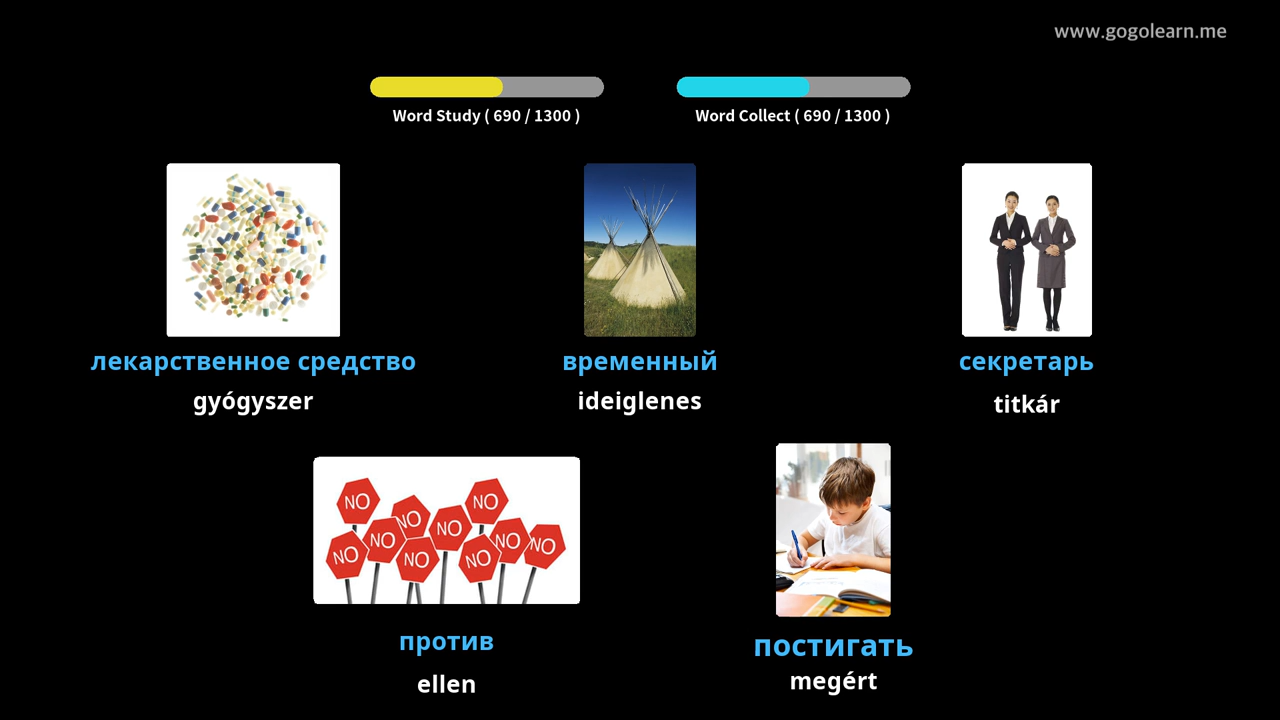 www.gogolearn.me
Word Study ( 690 / 1300 )
Word Collect ( 690 / 1300 )
лекарственное средство
временный
секретарь
gyógyszer
ideiglenes
titkár
NO
NO
NO
NO
NO
NO
NO
NO
NO
NO
против
постигать
ellen
megért